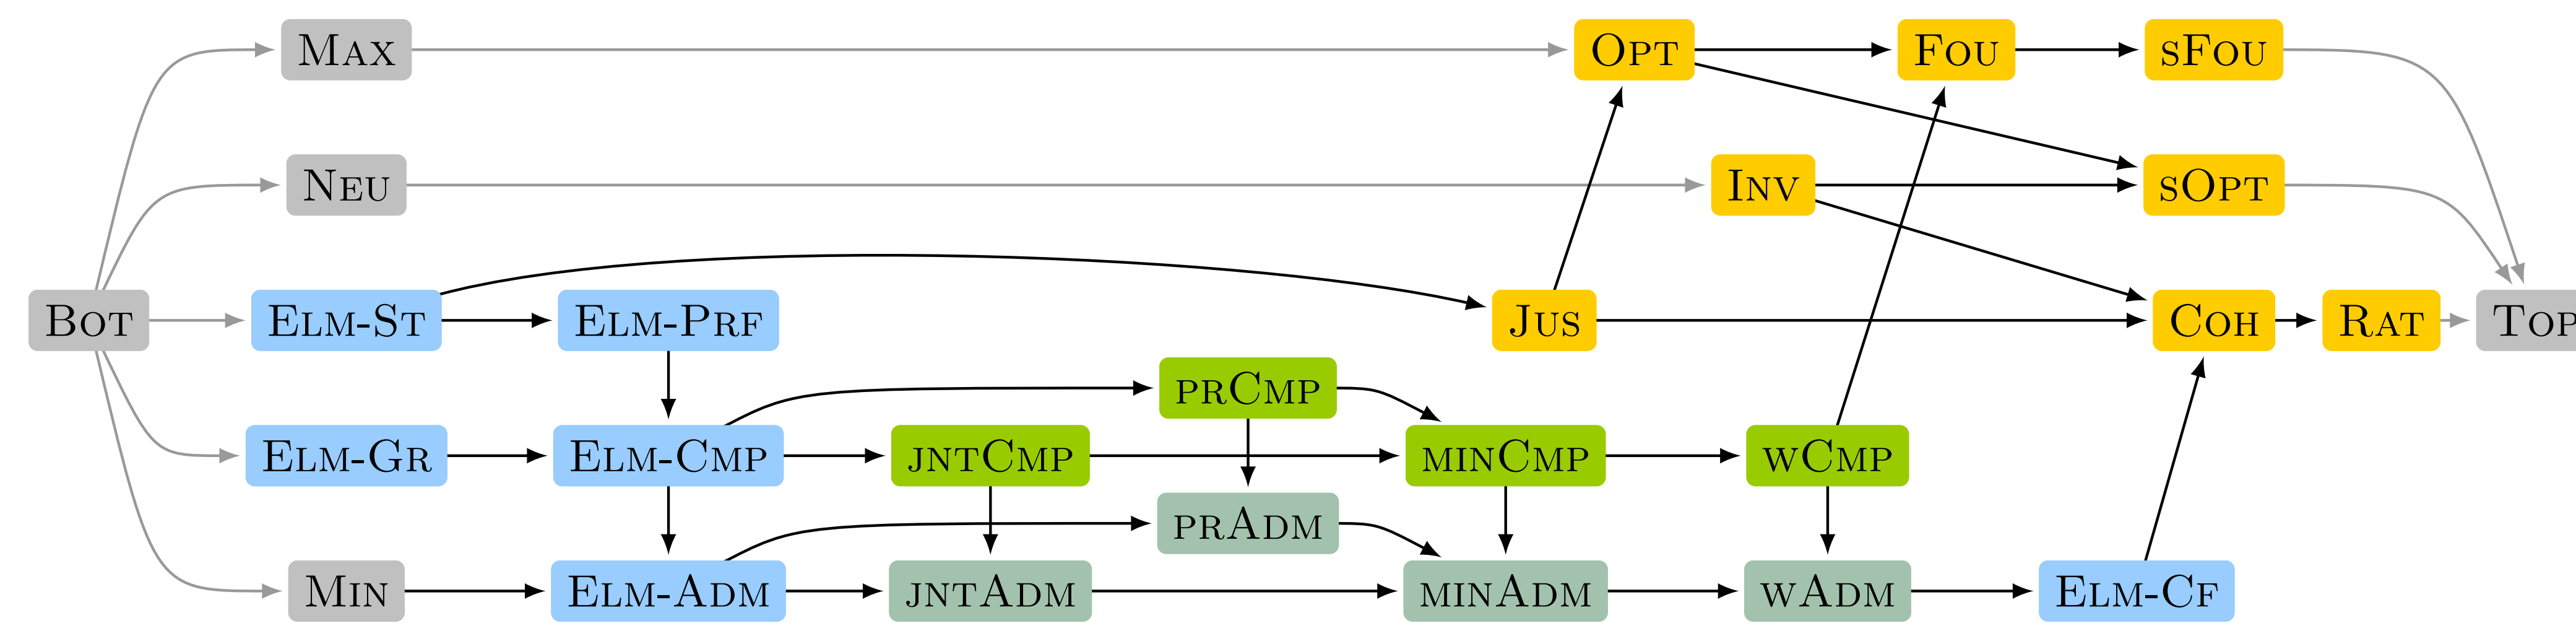 Max Opt Fou sFou
Neu Inv sOpt
Bot Elm-St Elm-Prf Jus Coh Rat Top
prCmp
Elm-Gr Elm-Cmp jntCmp minCmp wCmp
prAdm
Min Elm-Adm jntAdm minAdm wAdm Elm-Cf